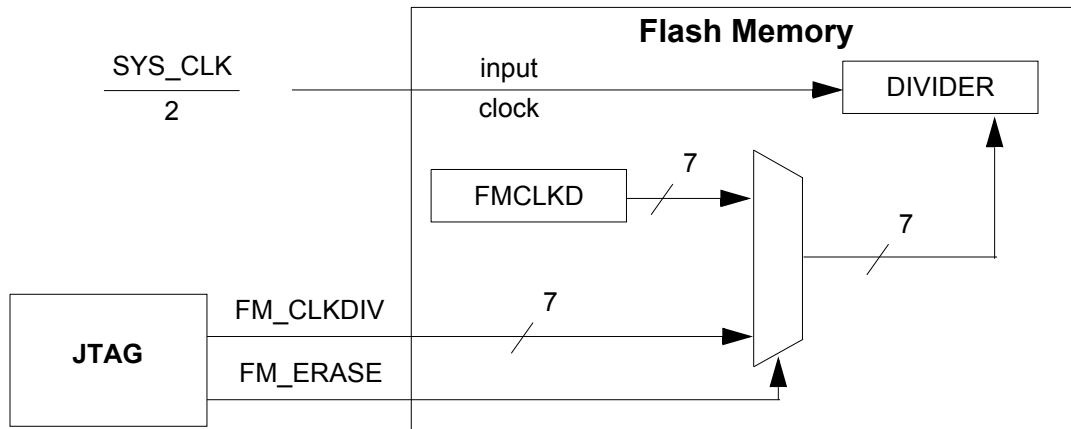 Flash Memory
SYS_CLK
2
input
clock
DIVIDER
7
FMCLKD
7
FM_CLKDIV
7
JTAG
FM_ERASE